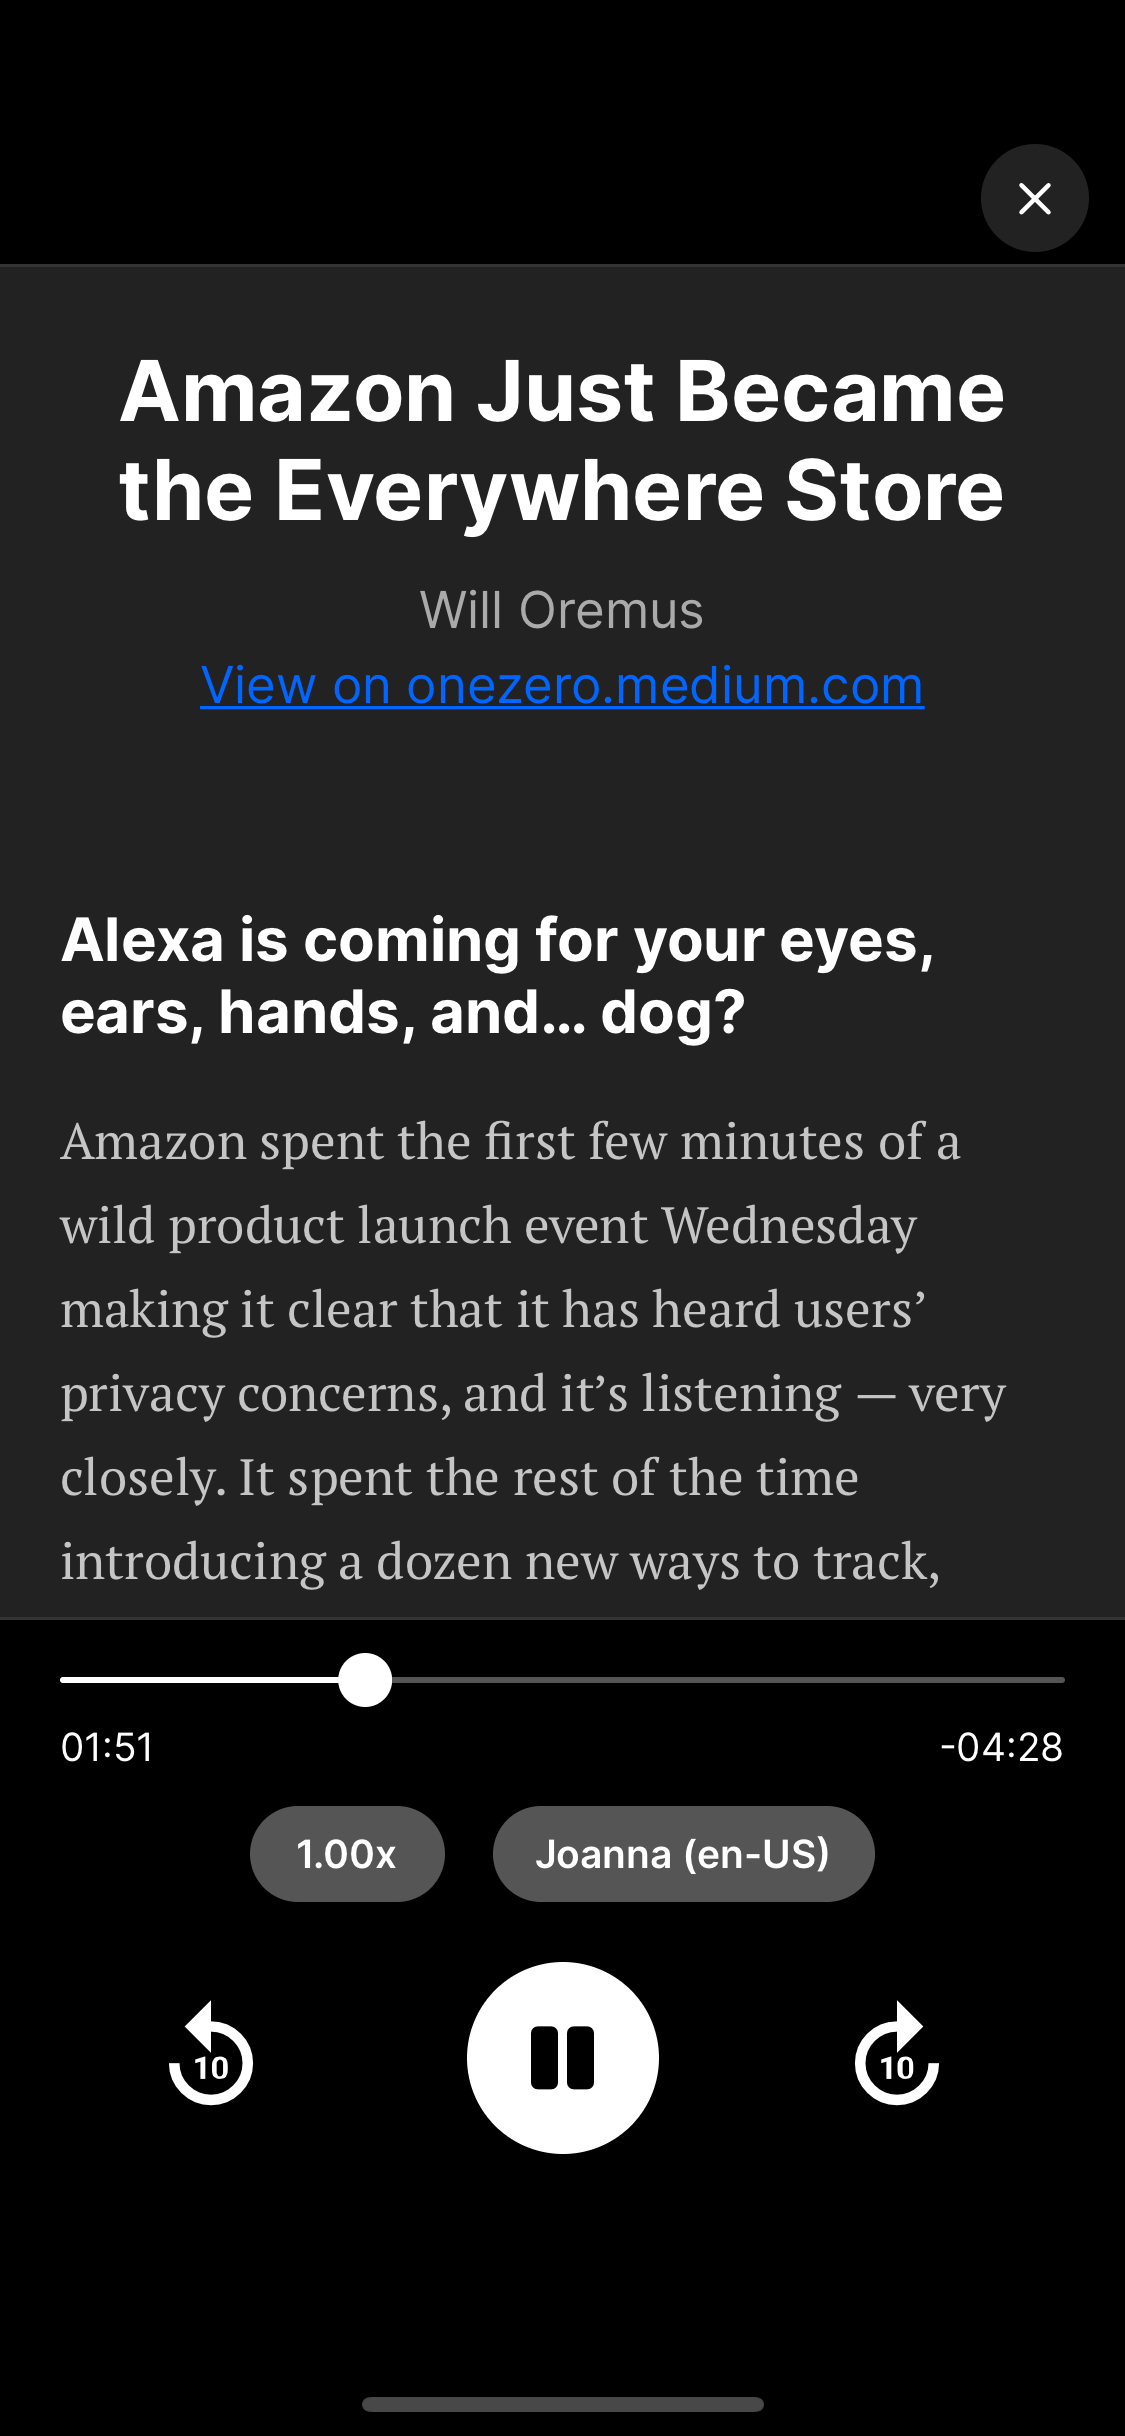 Amazon Just Became
the Everywhere Store
Will Oremus
View on onezero.medium.com
Alexa is coming for your eyes,
ears, hands, and… dog?
Amazon spent the first few minutes of a
wild product launch event Wednesday
making it clear that it has heard users’
privacy concerns, and it’s listening — very
closely. It spent the rest of the time
introducing a dozen new ways to track,
01:51 -04:28
1.00x Joanna (en-US)
10 10